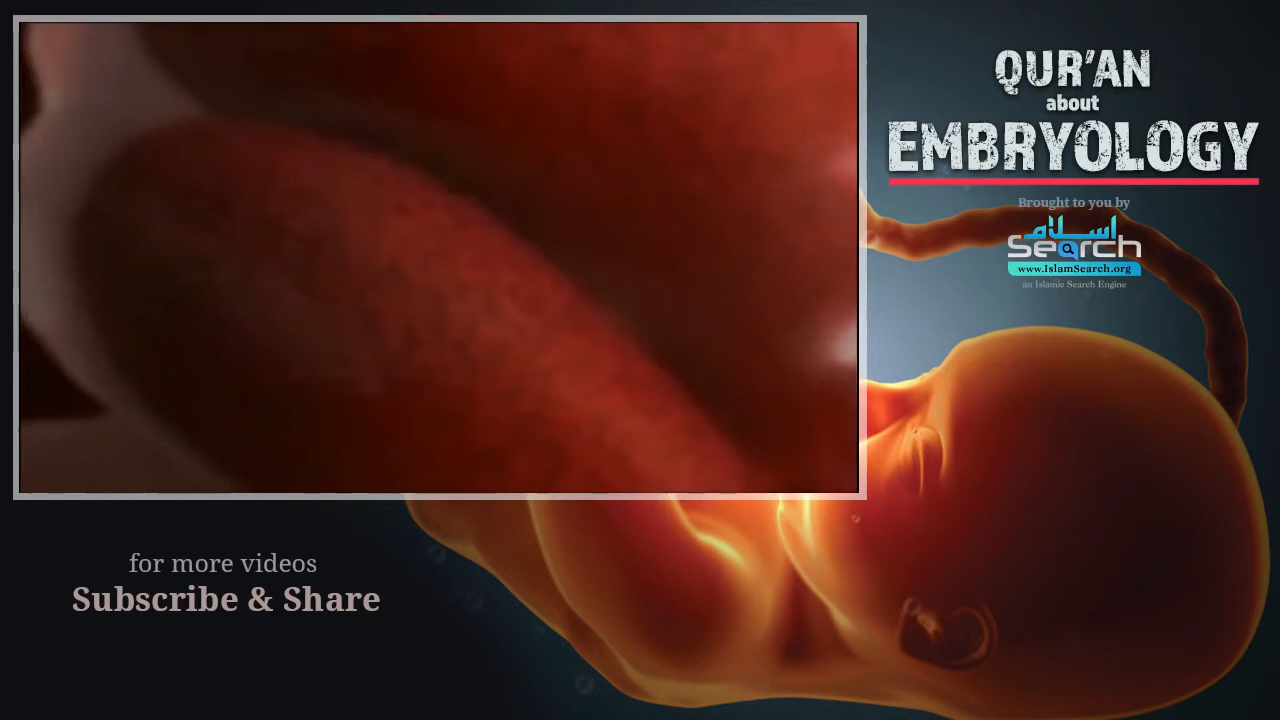 QUR'AN
about
EMBRYOLOGY
Brought to you by
اسلام
Search
www.IslamSearch.org
an Islamic Search Engine
for more videos
Subscribe & Share